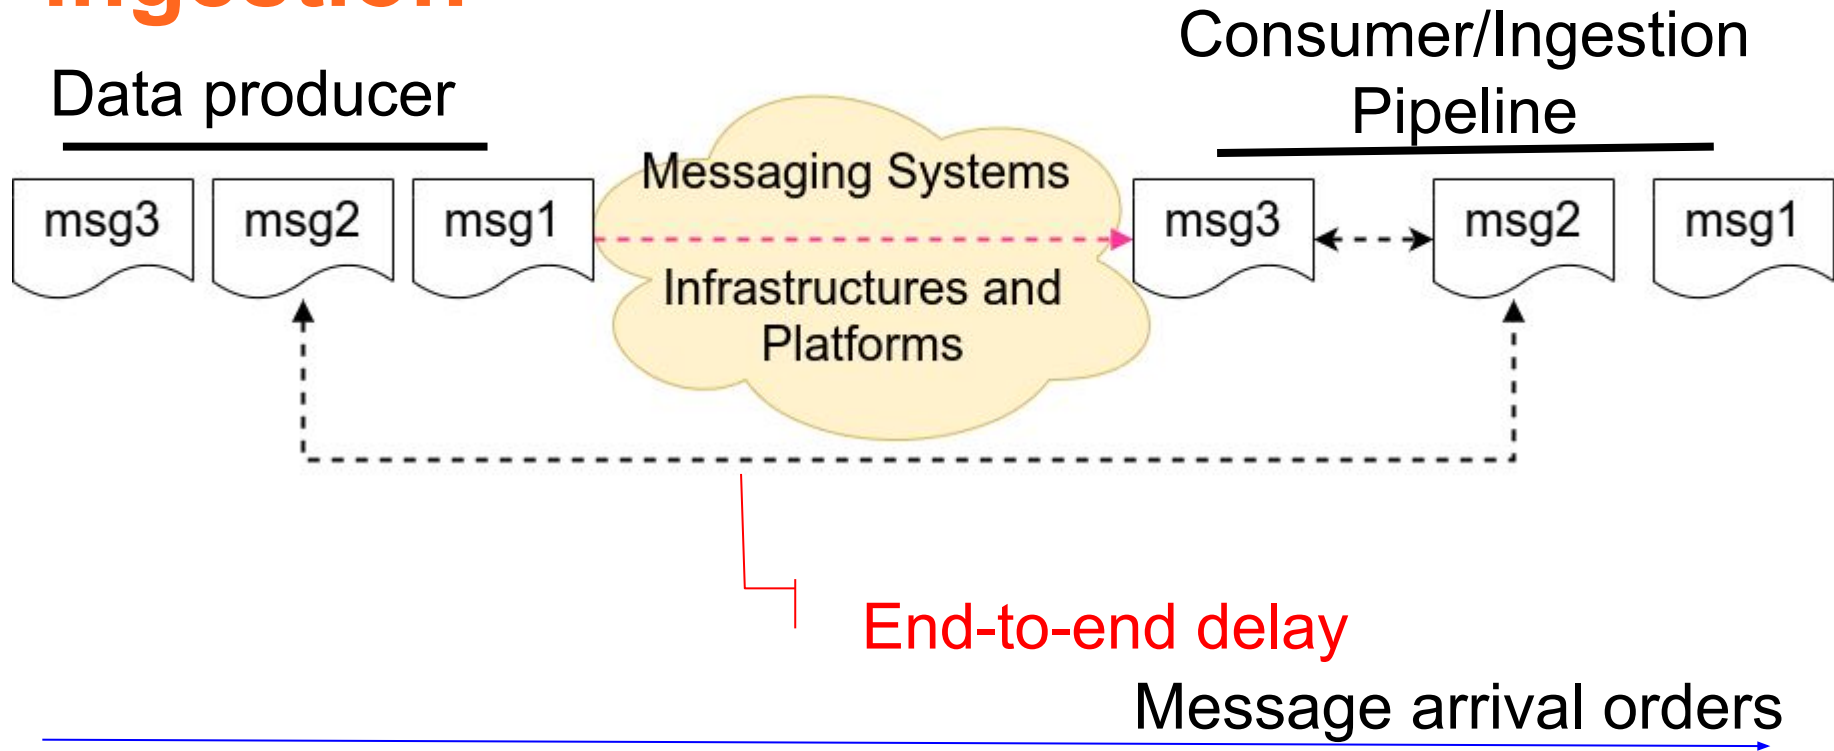 Ingestion
Data producer
Consumer/Ingestion
Pipeline
msg3 msg2 msg1
Messaging Systems
Infrastructures and
Platforms
msg3 msg2 msg1
End-to-end delay
Message arrival orders